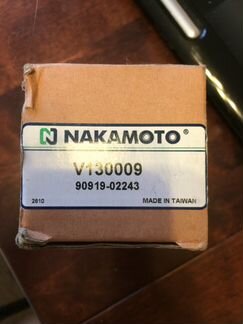 NAKAMOTO®
V130009
90919-02243
2610 MADE IN TAIWAN